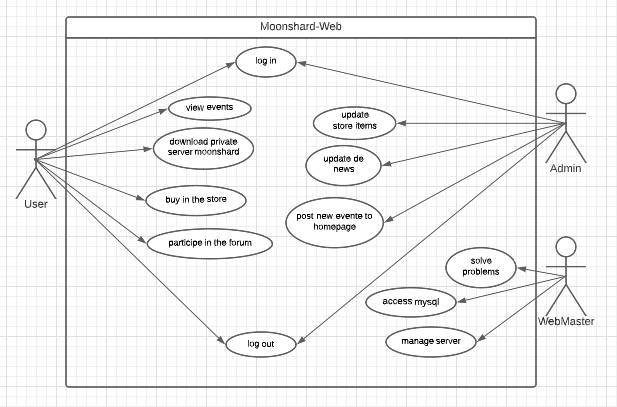 Moonshard-Web
log in
view events
download private
server moonshard
buy in the store
participe in the forum
log out
update
store items
update de
news
post new evente to
homepage
solve
problems
access mysql
manage server
User
Admin
WebMaster